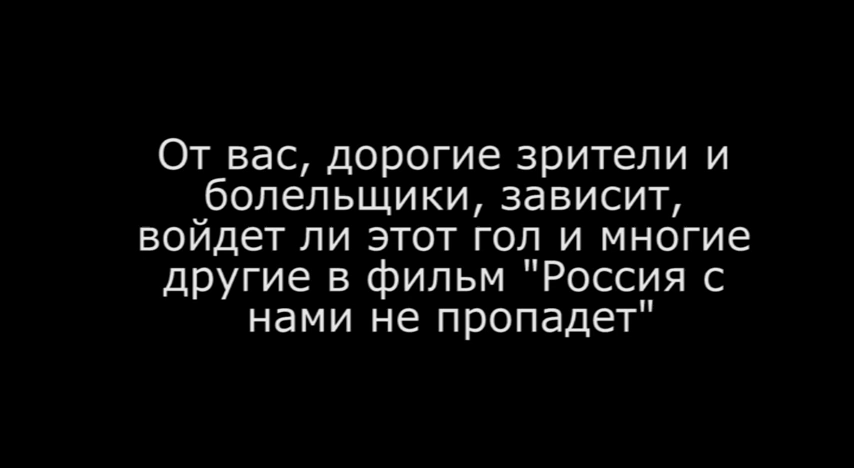 От вас, дорогие зрители и
болельщики, зависит,
войдет ли этот гол и многие
другие в фильм "Россия с
нами не пропадет"